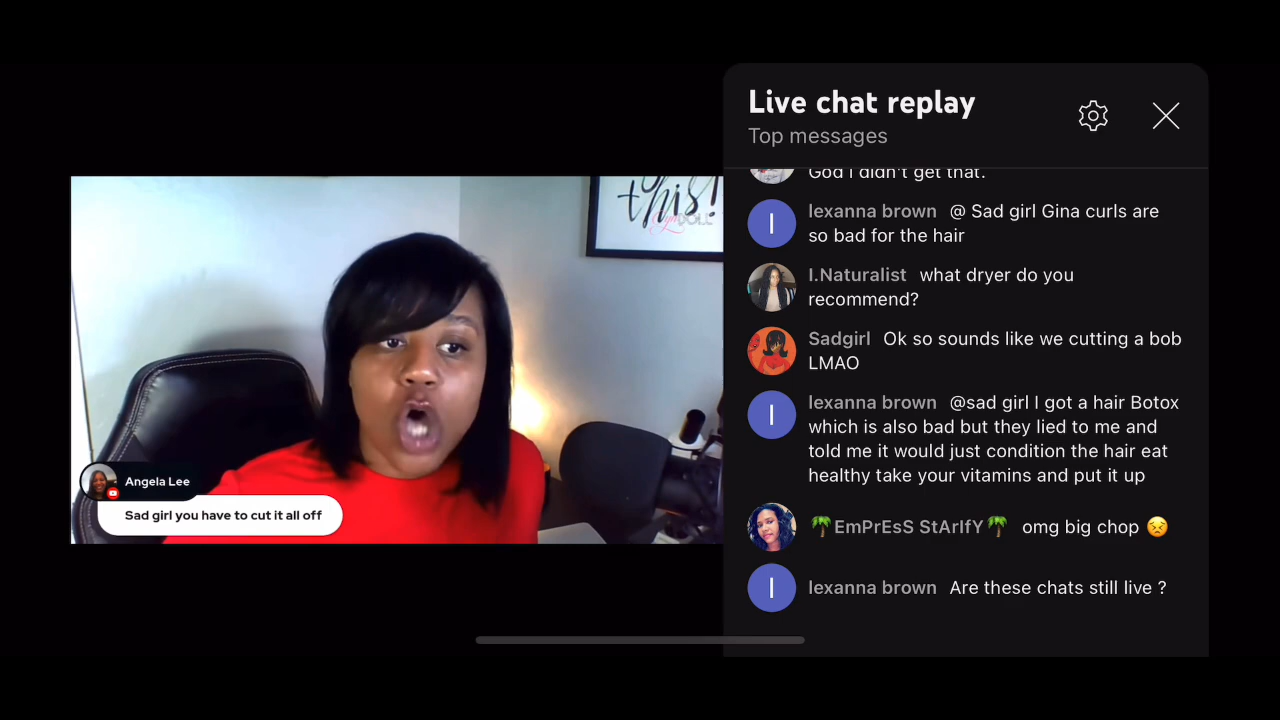 Live chat replay
Top messages
God I didn't get that.
lexanna brown @ Sad girl Gina curls are
so bad for the hair
I.Naturalist what dryer do you
recommend?
Sadgirl Ok so sounds like we cutting a bob
LMAO
lexanna brown @sad girl I got a hair Botox
which is also bad but they lied to me and
told me it would just condition the hair eat
healthy take your vitamins and put it up
🌴EmPrEsS StArIfY🌴 omg big chop 😣
lexanna brown Are these chats still live ?
this!
DOLL
Angela Lee
Sad girl you have to cut it all off